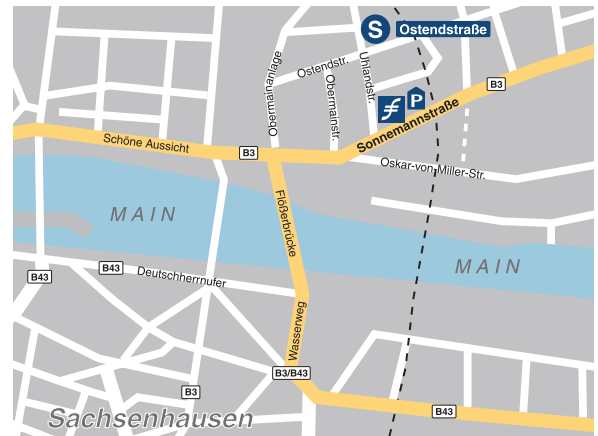 S
Ostendstraße
Ostendstr.
Obermainanlage
Obermainstr.
Uhlandstr.
P
B3
Sonnemannstraße
Schöne Aussicht
B3
Oskar-von-Miller-Str.
MAIN
Flößerbrücke
MAIN
B43
B43
Deutschherrnufer
Wasserweg
B3/B43
B3
B43
Sachsenhausen